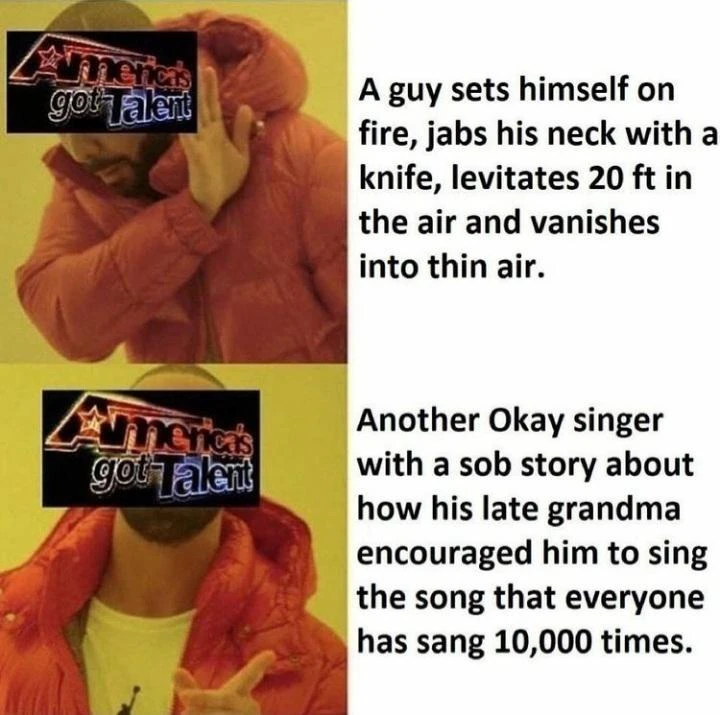 America's
got Talent
A guy sets himself on
fire, jabs his neck with a
knife, levitates 20 ft in
the air and vanishes
into thin air.
America's
got Talent
Another Okay singer
with a sob story about
how his late grandma
encouraged him to sing
the song that everyone
has sang 10,000 times.